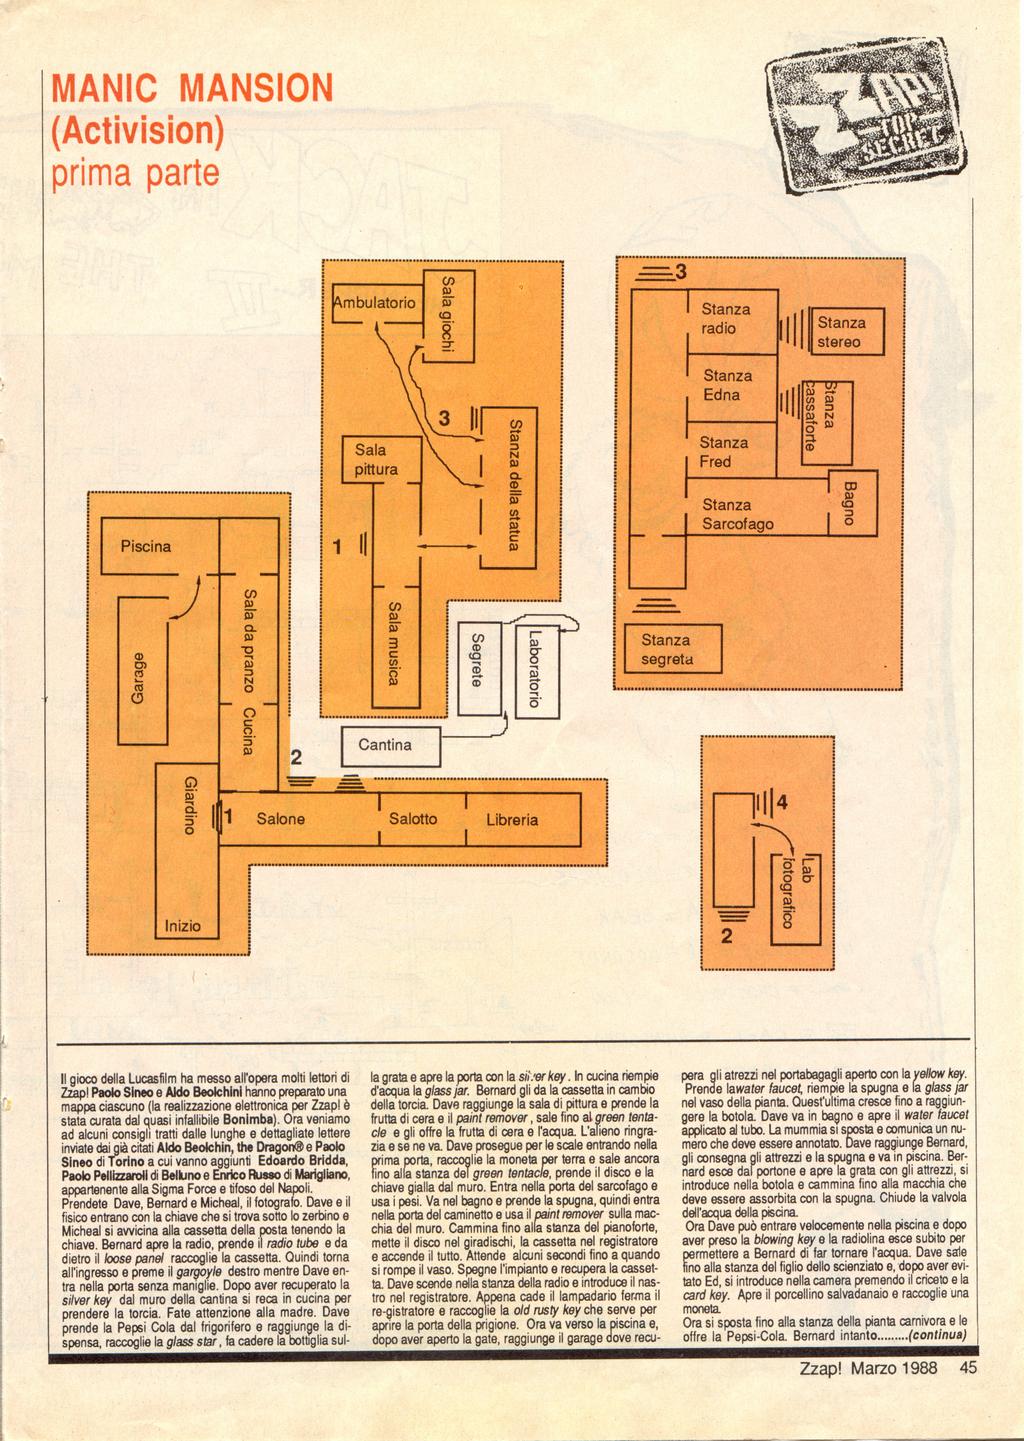 MANIC MANSION
(Activision)
prima parte
ZZAP!
TOP
SECRET
Ambulatorio
Sala giochi
3
Stanza della statua
Sala
pittura
1
Sala musica
3
Stanza
radio
Stanza
stereo
Stanza
Edna
Stanza
cassaforte
Stanza
Fred
Stanza
Sarcofago
Bagno
Stanza
segreta
Piscina
Garage
Sala da pranzo
Cucina
Giardino
Inizio
1
2
Salone
Salotto
Libreria
Segrete
Laboratorio
Cantina
4
Lab
fotografico
2
Il gioco della Lucasfilm ha messo all'opera molti lettori di
Zzap! Paolo Sineo e Aldo Beolchini hanno preparato una
mappa ciascuno (la realizzazione elettronica per Zzap! è
stata curata dal quasi infallibile Bonimba). Ora veniamo
ad alcuni consigli tratti dalle lunghe e dettagliate lettere
inviate dai già citati Aldo Beolchin, the Dragon® e Paolo
Sineo di Torino a cui vanno aggiunti Edoardo Bridda,
Paolo Pellizzaroli di Belluno e Enrico Russo di Marigliano,
appartenente alla Sigma Force e tifoso del Napoli.
Prendete Dave, Bernard e Micheal, il fotografo. Dave e il
fisico entrano con la chiave che si trova sotto lo zerbino e
Micheal si avvicina alla cassetta della posta tenendo la
chiave. Bernard apre la radio, prende il radio tube e da
dietro il loose panel raccoglie la cassetta. Quindi torna
all'ingresso e preme il gargoyle destro mentre Dave en-
tra nella porta senza maniglie. Dopo aver recuperato la
silver key dal muro della cantina si reca in cucina per
prendere la torcia. Fate attenzione alla madre. Dave
prende la Pepsi Cola dal frigorifero e raggiunge la di-
spensa, raccoglie la glass star, fa cadere la bottiglia sul-
la grata e apre la porta con la silver key. In cucina riempie
d'acqua la glass jar. Bernard gli da la cassetta in cambio
della torcia. Dave raggiunge la sala di pittura e prende la
frutta di cera e il paint remover, sale fino al green tenta-
cle e gli offre la frutta di cera e l'acqua. L'alieno ringra-
zia e se ne va. Dave prosegue per le scale entrando nella
prima porta, raccoglie la moneta per terra e sale ancora
fino alla stanza del green tentacle, prende il disco e la
chiave gialla dal muro. Entra nella porta del sarcofago e
usa i pesi. Va nel bagno e prende la spugna, quindi entra
nella porta del caminetto e usa il paint remover sulla mac-
chia del muro. Cammina fino alla stanza del pianoforte,
mette il disco nel giradischi, la cassetta nel registratore
e accende il tutto. Attende alcuni secondi fino a quando
si rompe il vaso. Spegne l'impianto e recupera la casset-
ta. Dave scende nella stanza della radio e introduce il nas-
tro nel registratore. Appena cade il lampadario ferma il
re-gistratore e raccoglie la old rusty key che serve per
aprire la porta della prigione. Ora va verso la piscina e,
dopo aver aperto la gate, raggiunge il garage dove recu-
pera gli atrezzi nel portabagagli aperto con la yellow key.
Prende lawater faucet, riempie la spugna e la glass jar
nel vaso della pianta. Quest'ultima cresce fino a raggiun-
gere la botola. Dave va in bagno e apre il water faucet
applicato al tubo. La mummia si sposta e comunica un nu-
mero che deve essere annotato. Dave raggiunge Bernard,
gli consegna gli attrezzi e la spugna e va in piscina. Ber-
nard esce dal portone e apre la grata con gli attrezzi, si
introduce nella botola e cammina fino alla macchia che
deve essere assorbita con la spugna. Chiude la valvola
dell'acqua della piscina.
Ora Dave può entrare velocemente nella piscina e dopo
aver preso la blowing key e la radiolina esce subito per
permettere a Bernard di far tornare l'acqua. Dave sale
fino alla stanza del figlio dello scienziato e, dopo aver evi-
tato Ed, si introduce nella camera premendo il criceto e la
card key. Apre il porcellino salvadanaio e raccoglie una
moneta.
Ora si sposta fino alla stanza della pianta carnivora e le
offre la Pepsi-Cola. Bernard intanto.........(continua)
Zzap! Marzo 1988 45